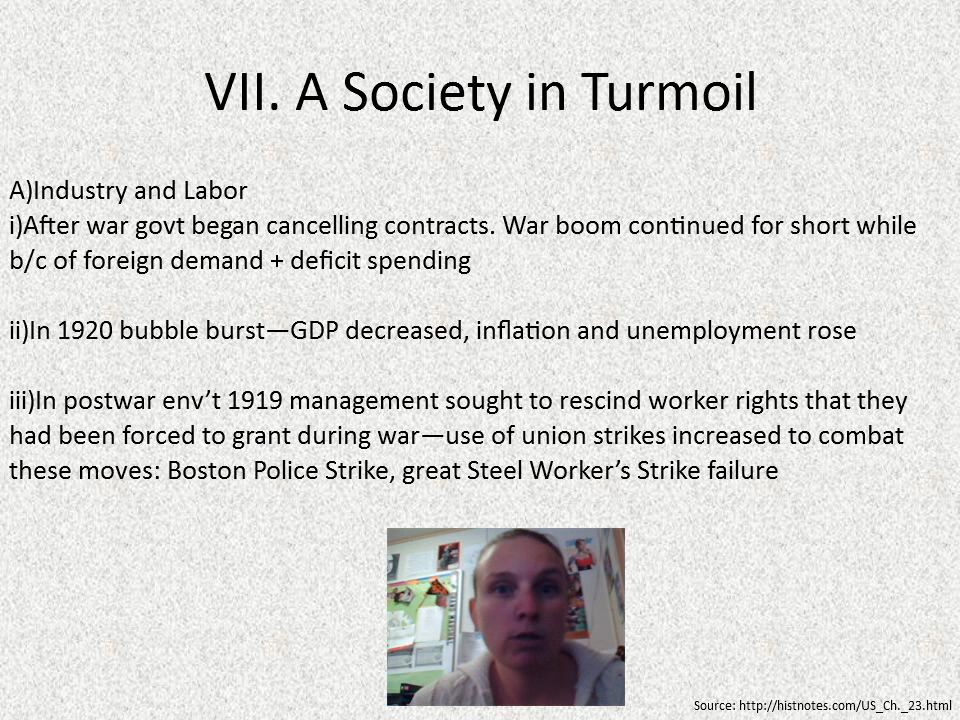 VII. A Society in Turmoil
A)Industry and Labor
i)After war govt began cancelling contracts. War boom continued for short while
b/c of foreign demand + deficit spending
ii)In 1920 bubble burst—GDP decreased, inflation and unemployment rose
iii)In postwar env’t 1919 management sought to rescind worker rights that they
had been forced to grant during war—use of union strikes increased to combat
these moves: Boston Police Strike, great Steel Worker’s Strike failure
Source: http://histnotes.com/US_Ch._23.html